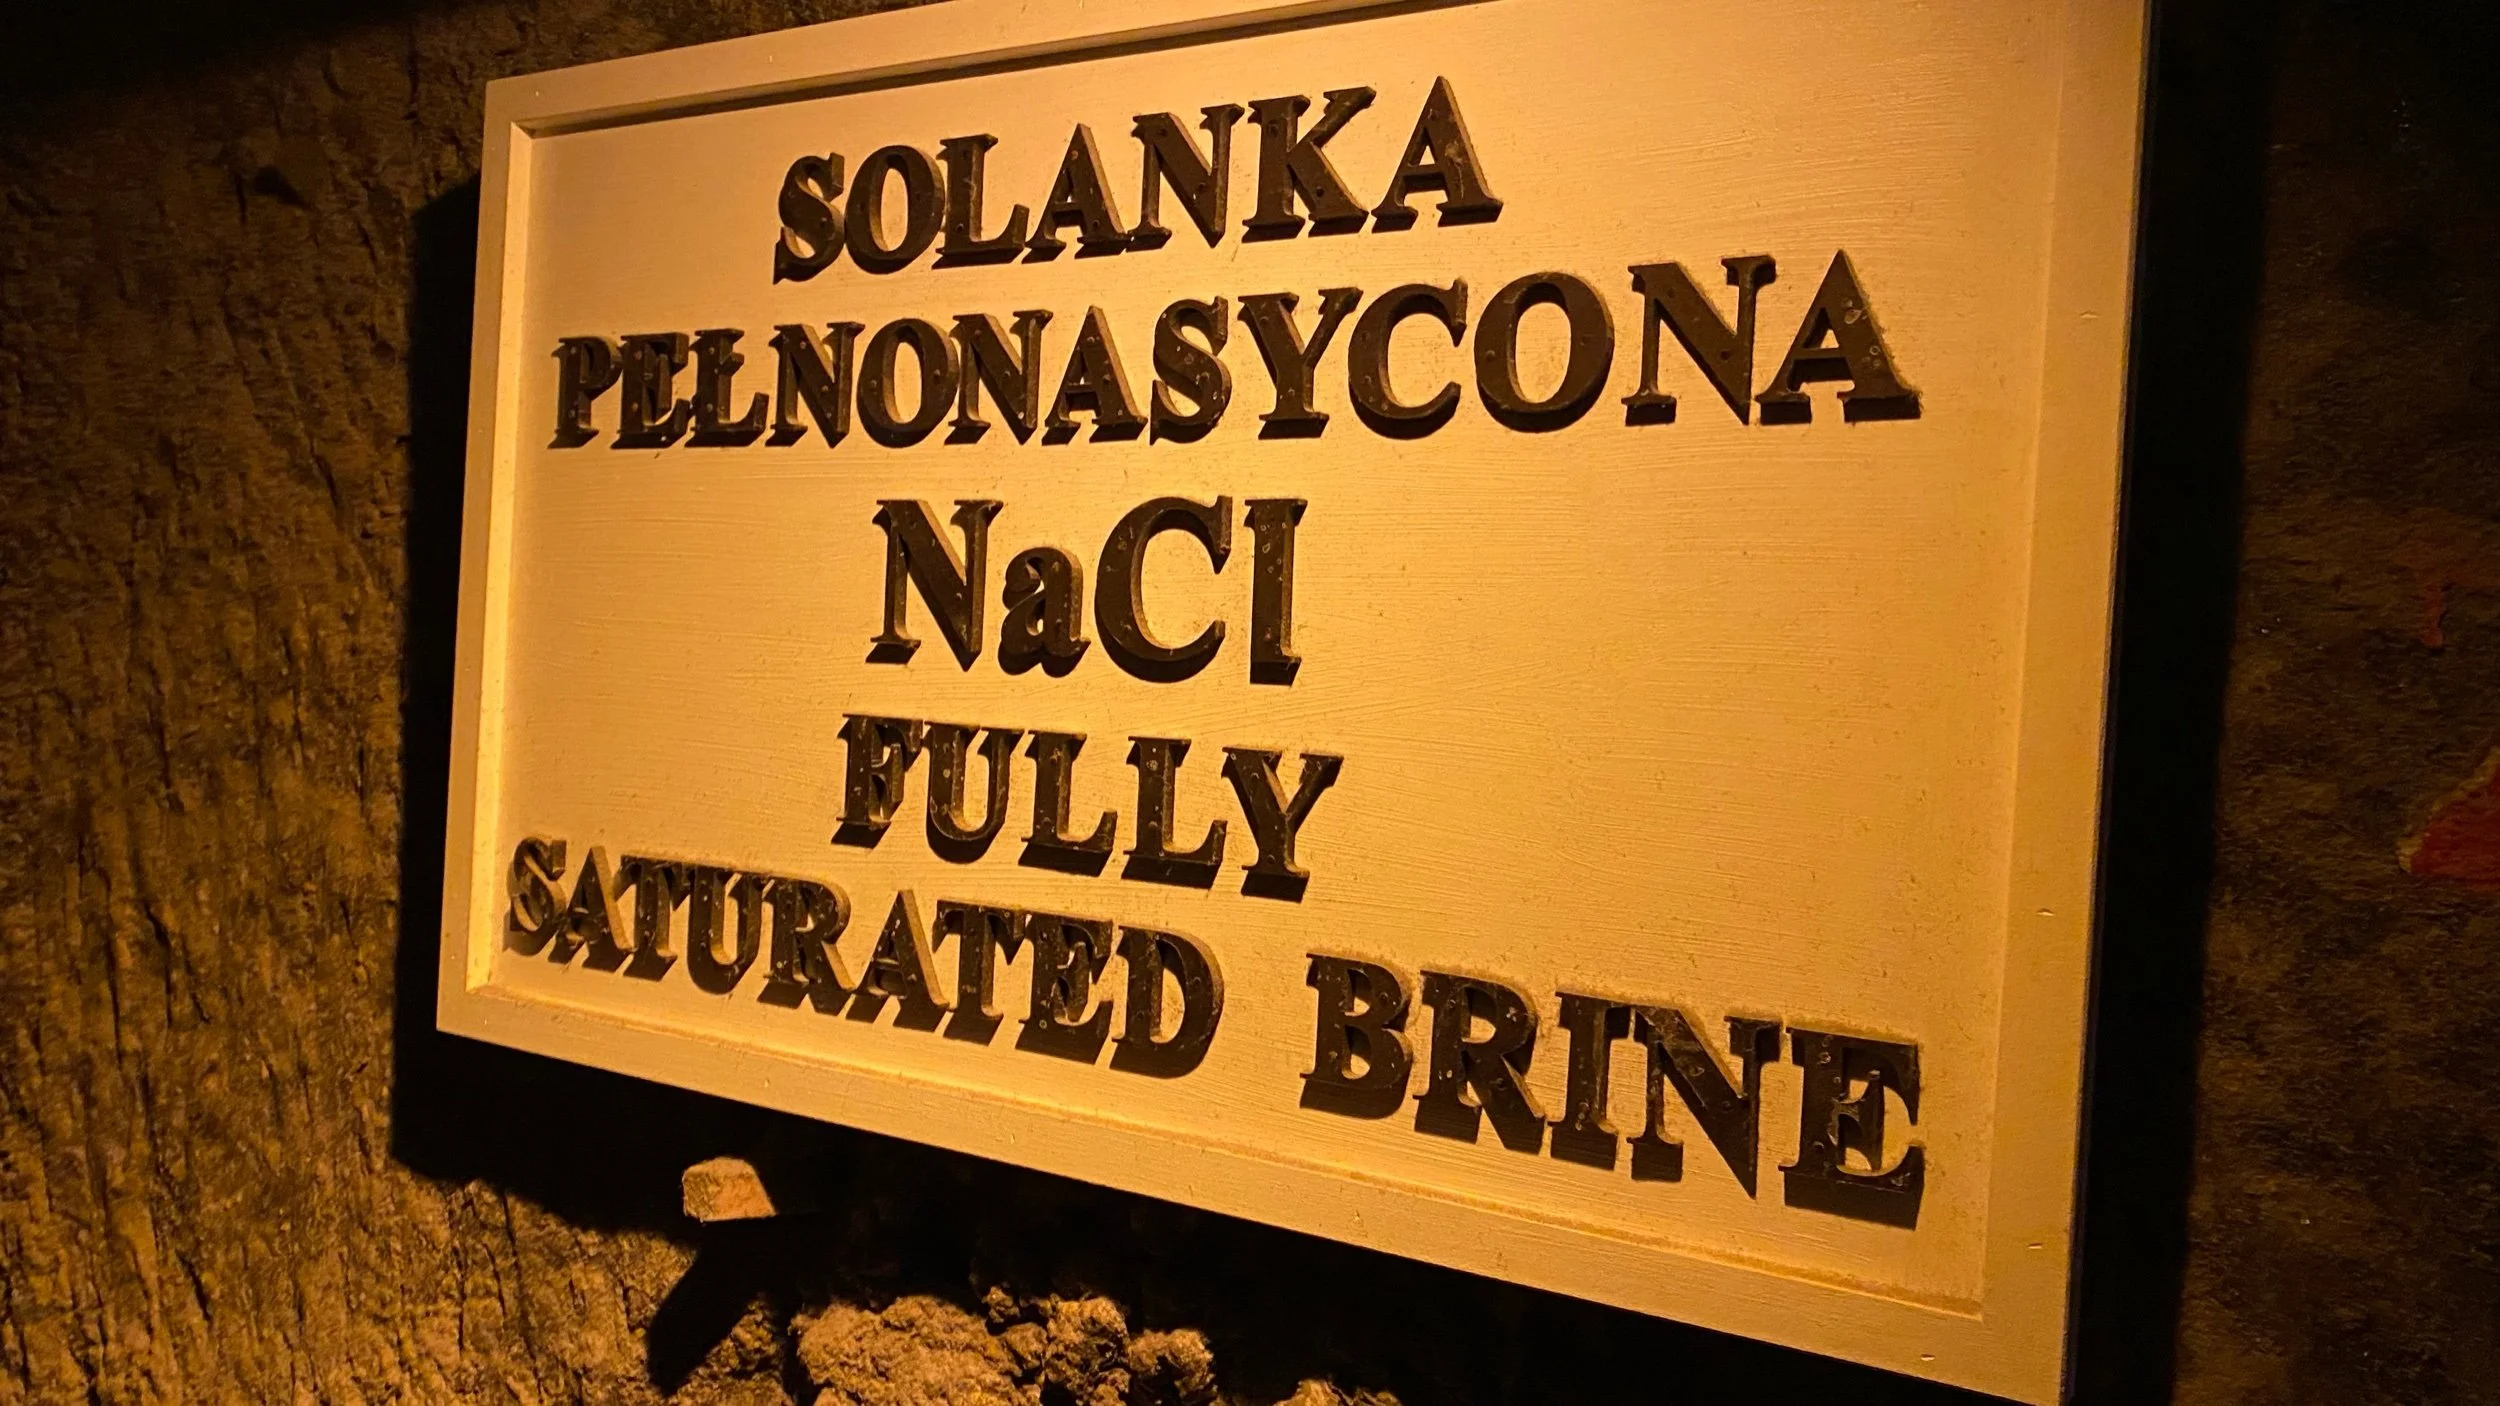 SOLANKA
PEŁNONASYCONA
NaCl
FULLY
SATURATED BRINE